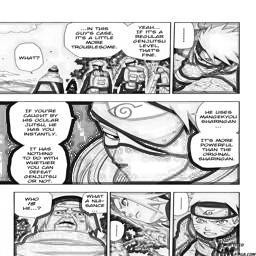 YEAH...
IF IT'S A
REGULAR
GENJUTSU
LEVEL,
THAT'S
FINE.
...IN THIS
GUY'S CASE,
IT'S A LITTLE
MORE
TROUBLESOME.
WHAT?
HE USES
MANGEKYOU
SHARINGAN...
IT'S MORE
POWERFUL
THAN THE
ORIGINAL
SHARINGAN.
IF YOU'RE
CAUGHT BY
HIS OCULAR
JUTSU, HE
HAS YOU
INSTANTLY.
IT HAS
NOTHING
TO DO WITH
WHETHER
YOU CAN
DEFEAT
GENJUTSU
OR NOT.
WHAT
A NUI-
SANCE
WHO
IS
HE...?